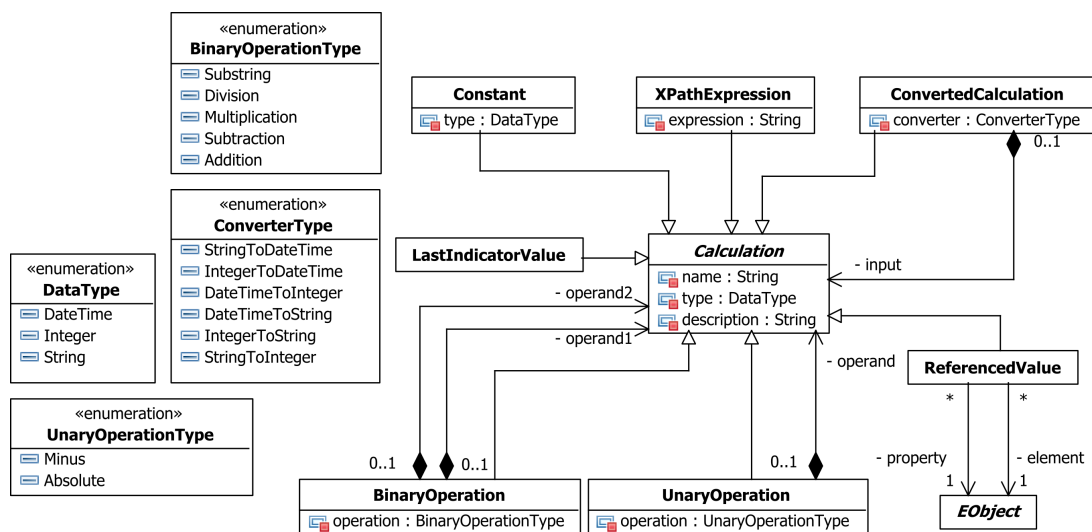 «enumeration»
BinaryOperationType
Substring
Division
Multiplication
Subtraction
Addition
Constant
type : DataType
XPathExpression
expression : String
ConvertedCalculation
converter : ConverterType
0..1
«enumeration»
ConverterType
StringToDateTime
IntegerToDateTime
DateTimeToInteger
DateTimeToString
IntegerToString
StringToInteger
LastIndicatorValue
Calculation
name : String
type : DataType
description : String
- input
- operand2
- operand1
- operand
«enumeration»
DataType
DateTime
Integer
String
ReferencedValue
*
*
«enumeration»
UnaryOperationType
Minus
Absolute
0..1
0..1
0..1
- property
- element
1
1
BinaryOperation
operation : BinaryOperationType
UnaryOperation
operation : UnaryOperationType
EObject